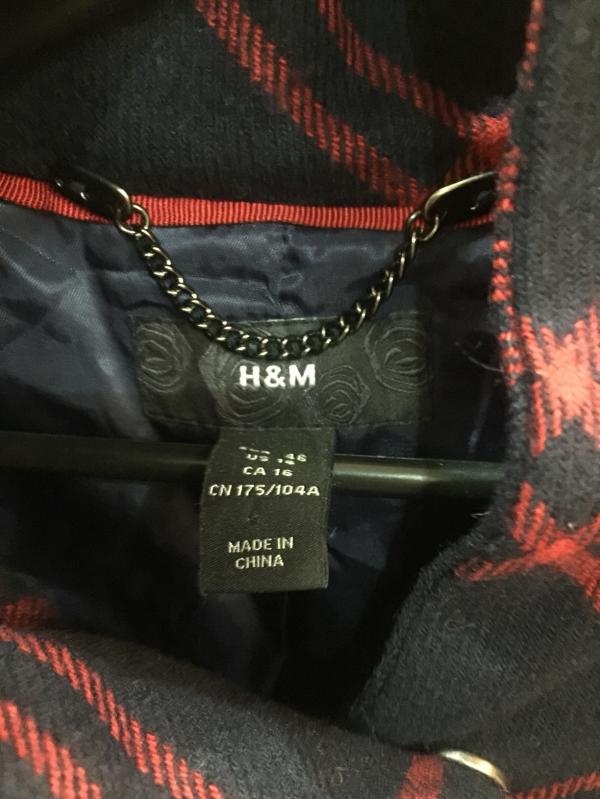 H&M
CA 16
CN 175/104A
MADE IN
CHINA